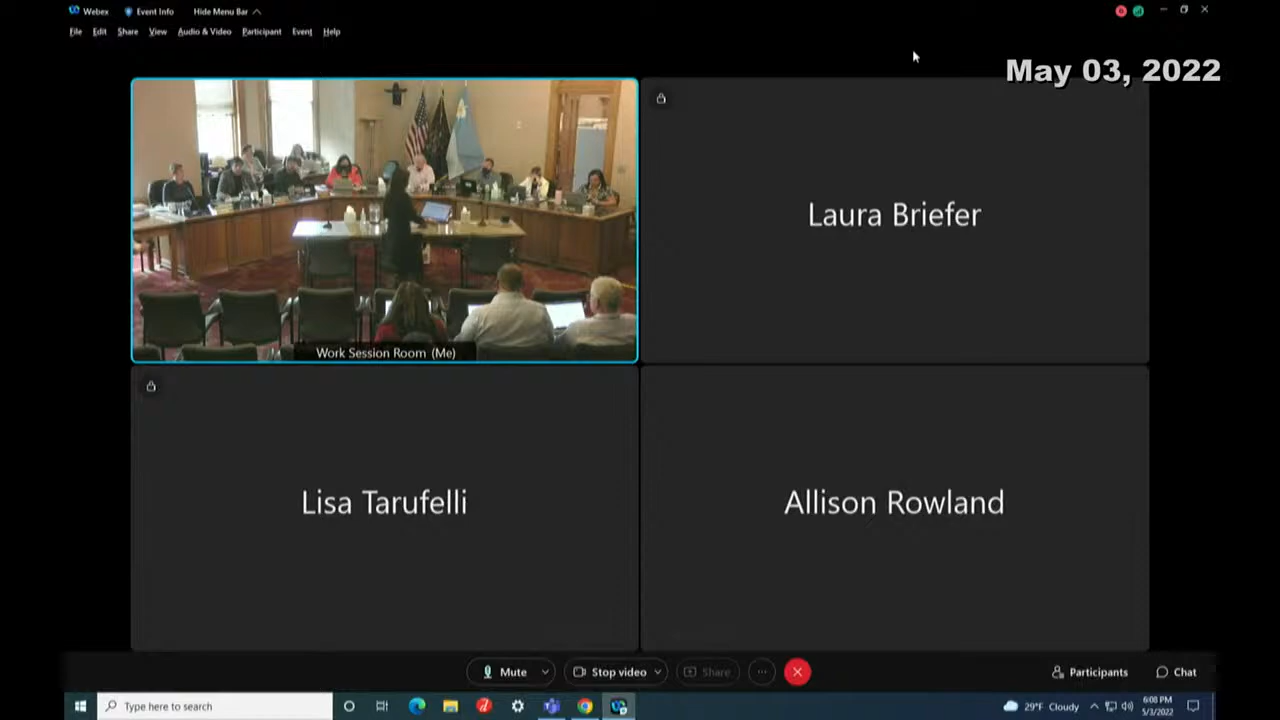 Webex Event Info Hide Menu Bar
File Edit Share View Audio & Video Participant Event Help
May 03, 2022
Laura Briefer
Work Session Room (Me)
Lisa Tarufelli
Allison Rowland
Mute Stop video Share Participants Chat
Type here to search 29°F Cloudy 6:08 PM
5/3/2022